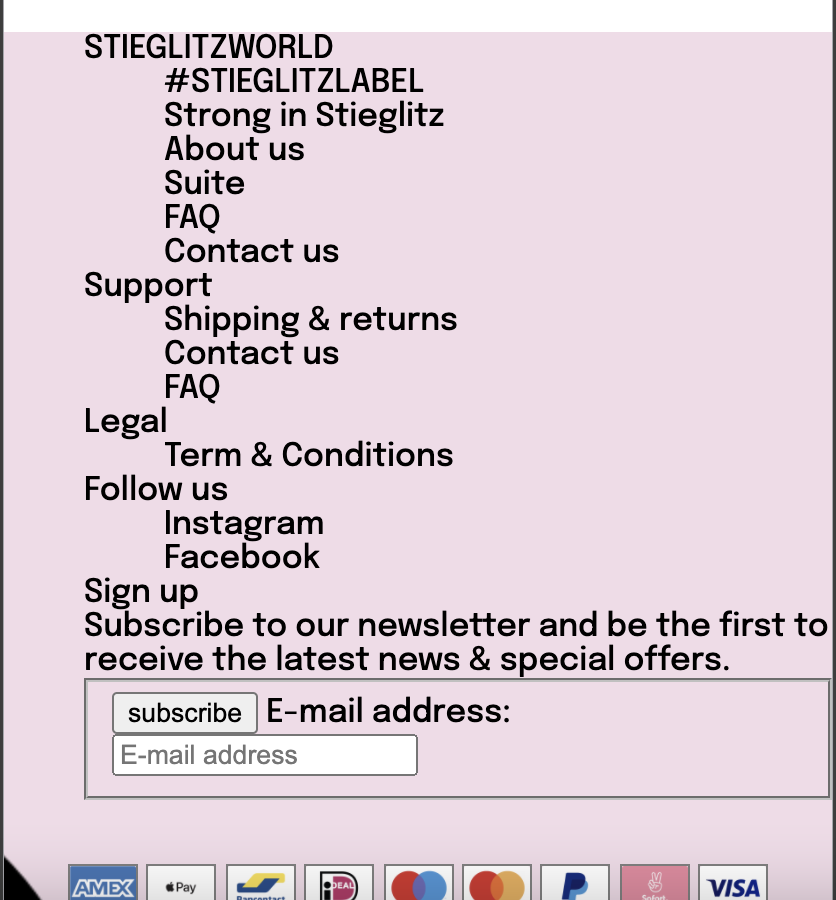 STIEGLITZWORLD
#STIEGLITZLABEL
Strong in Stieglitz
About us
Suite
FAQ
Contact us
Support
Shipping & returns
Contact us
FAQ
Legal
Term & Conditions
Follow us
Instagram
Facebook
Sign up
Subscribe to our newsletter and be the first to
receive the latest news & special offers.
subscribe E-mail address:
E-mail address
AMEX Pay Bancontact iDEAL P Sofort VISA